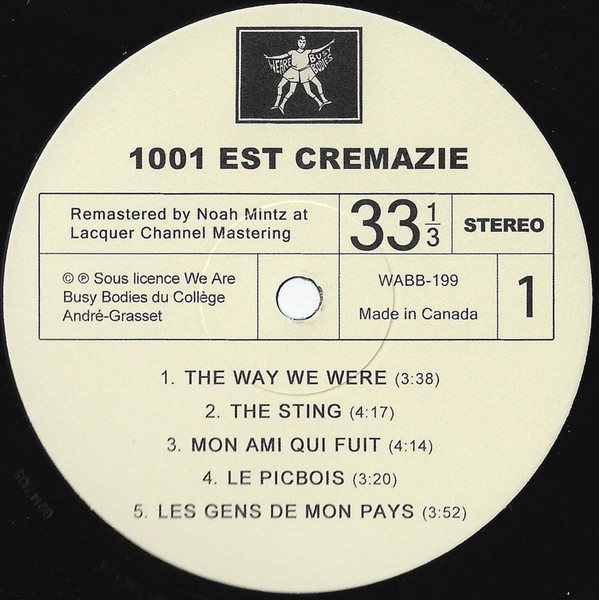 WE ARE BUSY BODIES
1001 EST CREMAZIE
Remastered by Noah Mintz at
Lacquer Channel Mastering
33 1/3
STEREO
© ℗ Sous licence We Are
Busy Bodies du Collège
André-Grasset
WABB-199
Made in Canada
1
1. THE WAY WE WERE (3:38)
2. THE STING (4:17)
3. MON AMI QUI FUIT (4:14)
4. LE PICBOIS (3:20)
5. LES GENS DE MON PAYS (3:52)